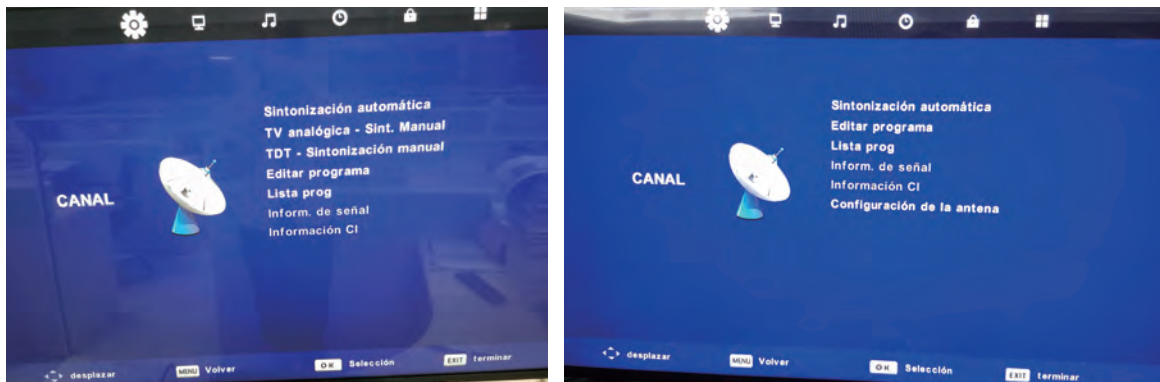 CANAL
Sintonización automática
TV analógica - Sint. Manual
TDT - Sintonización manual
Editar programa
Lista prog
Inform. de señal
Información CI
desplazar
MENU Volver
OK Selección
EXIT terminar
CANAL
Sintonización automática
Editar programa
Lista prog
Inform. de señal
Información CI
Configuración de la antena
desplazar
MENU Volver
OK Selección
EXIT terminar